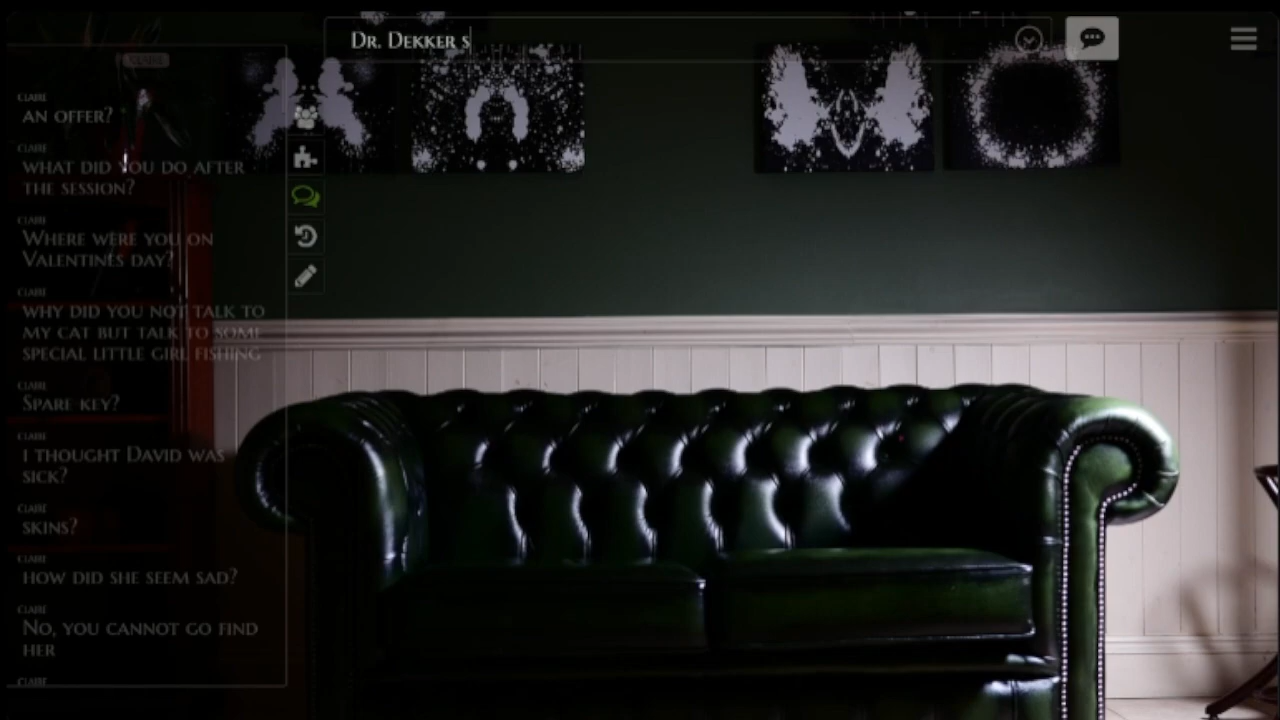 Dr. Dekker s
CLAIRE
CLAIRE
AN OFFER?
CLAIRE
WHAT DID YOU DO AFTER
THE SESSION?
CLAIRE
WHERE WERE YOU ON
VALENTINES DAY?
CLAIRE
WHY DID YOU NOT TALK TO
MY CAT BUT TALK TO SOME
SPECIAL LITTLE GIRL FISHING
CLAIRE
SPARE KEY?
CLAIRE
I THOUGHT DAVID WAS
SICK?
CLAIRE
SKINS?
CLAIRE
HOW DID SHE SEEM SAD?
CLAIRE
NO, YOU CANNOT GO FIND
HER
CLAIRE